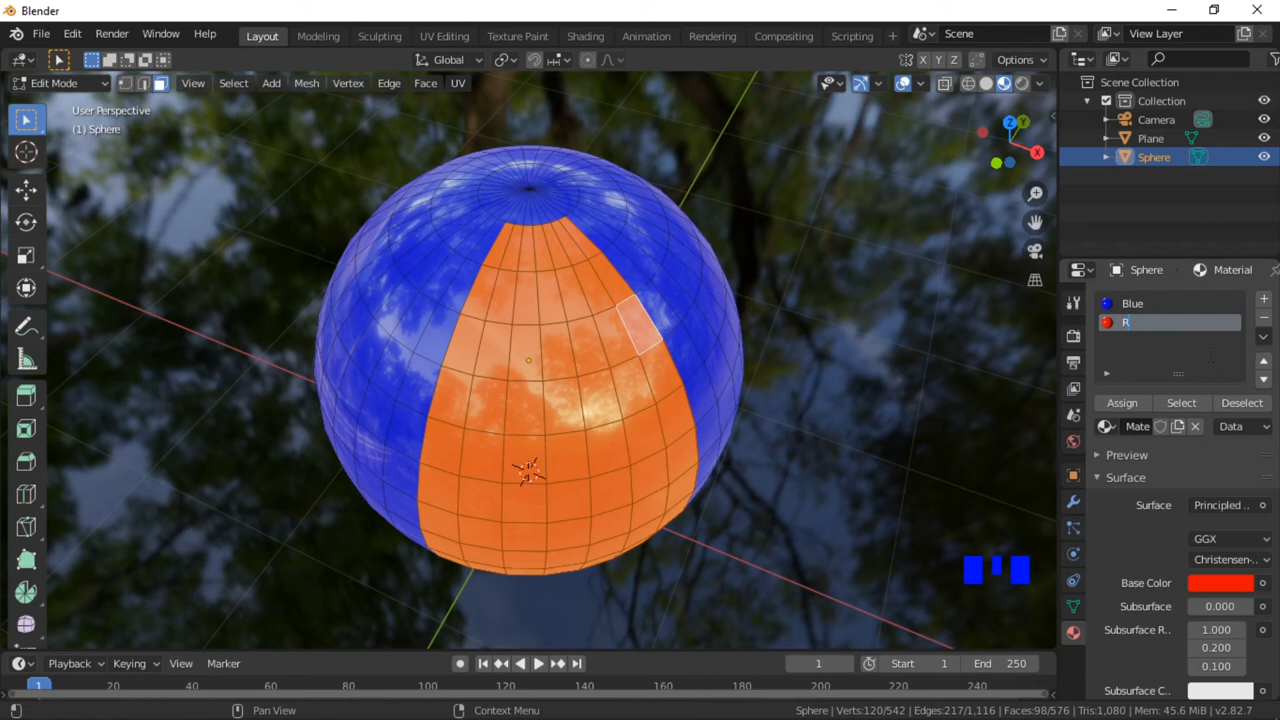 Blender
File Edit Render Window Help Layout Modeling Sculpting UV Editing Texture Paint Shading Animation Rendering Compositing Scripting + Scene View Layer
Global Options
X Y Z
Edit Mode View Select Add Mesh Vertex Edge Face UV
User Perspective
(1) Sphere
Z Y
X
Scene Collection
Collection
Camera
Plane
Sphere
Sphere Material
Blue
R
Assign Select Deselect
Mate Data
Preview
Surface
Surface Principled ..
GGX
Christensen-..
Base Color
Subsurface 0.000
Subsurface R.. 1.000
0.200
0.100
Subsurface C..
Playback Keying View Marker 1 Start 1 End 250
1 20 40 60 80 100 120 140 160 180 200 220 240
Pan View Context Menu Sphere | Verts:120/542 | Edges:217/1,116 | Faces:98/576 | Tris:1,080 | Mem: 45.6 MiB | v2.82.7